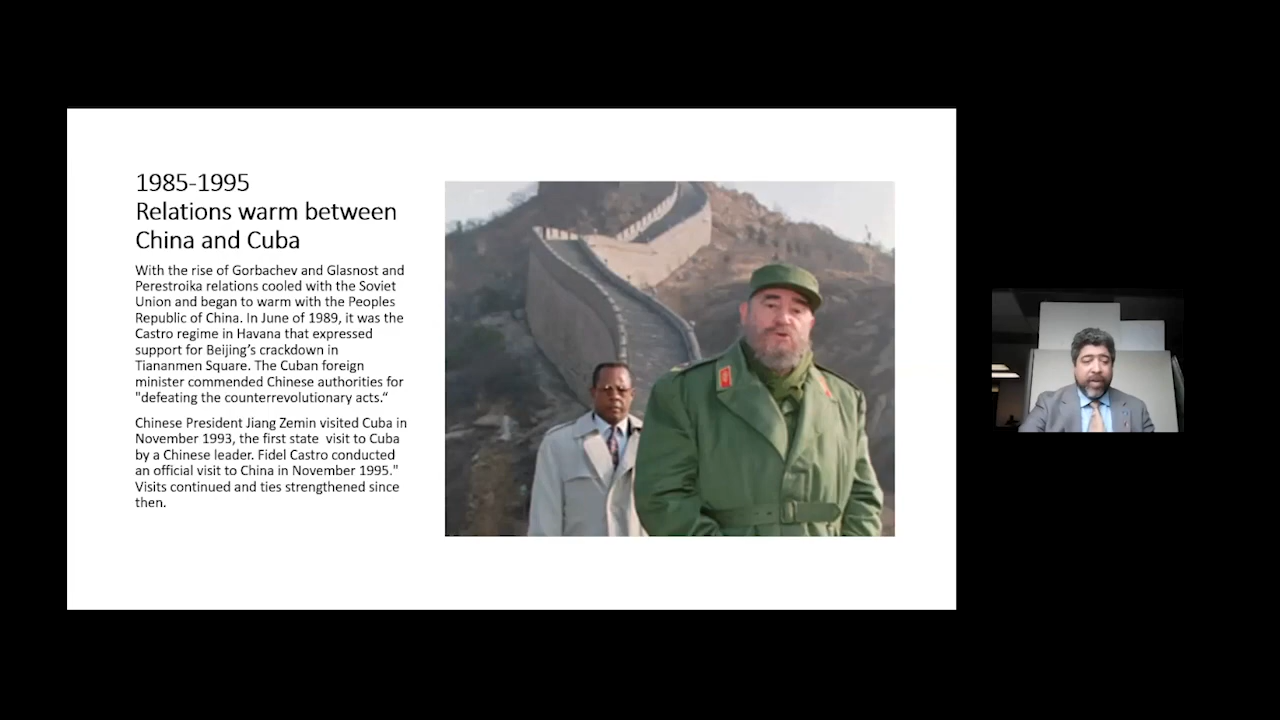 1985-1995
Relations warm between
China and Cuba
With the rise of Gorbachev and Glasnost and
Perestroika relations cooled with the Soviet
Union and began to warm with the Peoples
Republic of China. In June of 1989, it was the
Castro regime in Havana that expressed
support for Beijing’s crackdown in
Tiananmen Square. The Cuban foreign
minister commended Chinese authorities for
"defeating the counterrevolutionary acts.“
Chinese President Jiang Zemin visited Cuba in
November 1993, the first state visit to Cuba
by a Chinese leader. Fidel Castro conducted
an official visit to China in November 1995."
Visits continued and ties strengthened since
then.